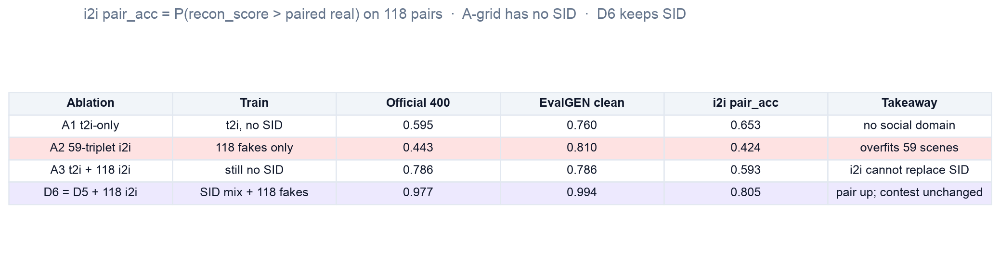 i2i pair_acc = P(recon_score > paired real) on 118 pairs · A-grid has no SID · D6 keeps SID
Ablation Train Official 400 EvalGEN clean i2i pair_acc Takeaway
A1 t2i-only t2i, no SID 0.595 0.760 0.653 no social domain
A2 59-triplet i2i 118 fakes only 0.443 0.810 0.424 overfits 59 scenes
A3 t2i + 118 i2i still no SID 0.786 0.786 0.593 i2i cannot replace SID
D6 = D5 + 118 i2i SID mix + 118 fakes 0.977 0.994 0.805 pair up; contest unchanged